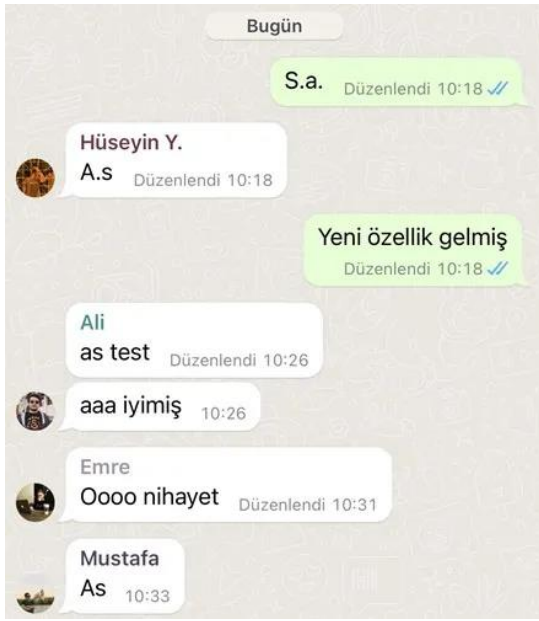 Bugün
S.a. Düzenlendi 10:18
Hüseyin Y.
A.s Düzenlendi 10:18
Yeni özellik gelmiş
Düzenlendi 10:18
Ali
as test Düzenlendi 10:26
aaa iyimiş 10:26
Emre
Oooo nihayet Düzenlendi 10:31
Mustafa
As 10:33